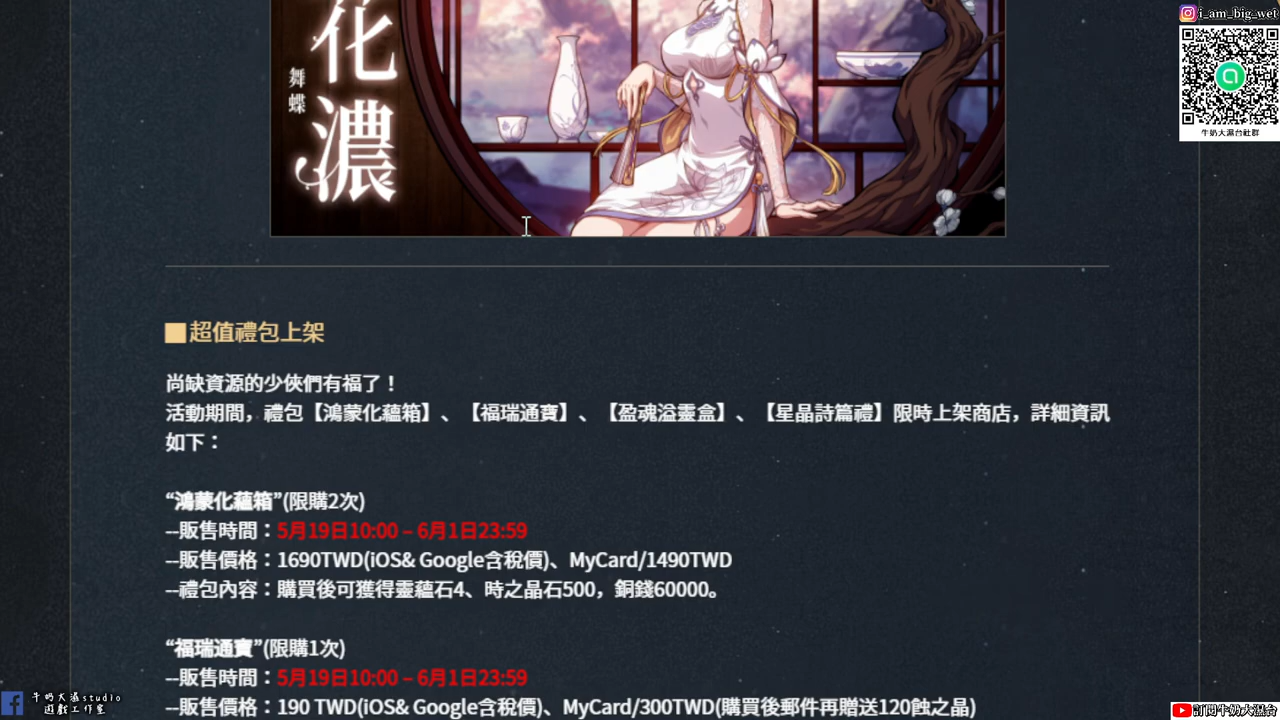 i_am_big_wet
化
濃
舞蝶
牛奶大濕台社群
超值禮包上架
尚缺資源的少俠們有福了！
活動期間，禮包【鴻蒙化蘊箱】、【福瑞通寶】、【盈魂溢靈盒】、【星晶詩篇禮】限時上架商店，詳細資訊
如下：
“鴻蒙化蘊箱”(限購2次)
--販售時間：5月19日10:00 – 6月1日23:59
--販售價格：1690TWD(iOS& Google含稅價)、MyCard/1490TWD
--禮包內容：購買後可獲得靈蘊石4、時之晶石500，銅錢60000。
“福瑞通寶”(限購1次)
--販售時間：5月19日10:00 – 6月1日23:59
--販售價格：190 TWD(iOS& Google含稅價)、MyCard/300TWD(購買後郵件再贈送120蝕之晶)
牛奶大濕studio
遊戲工作室
訂閱牛奶大濕台